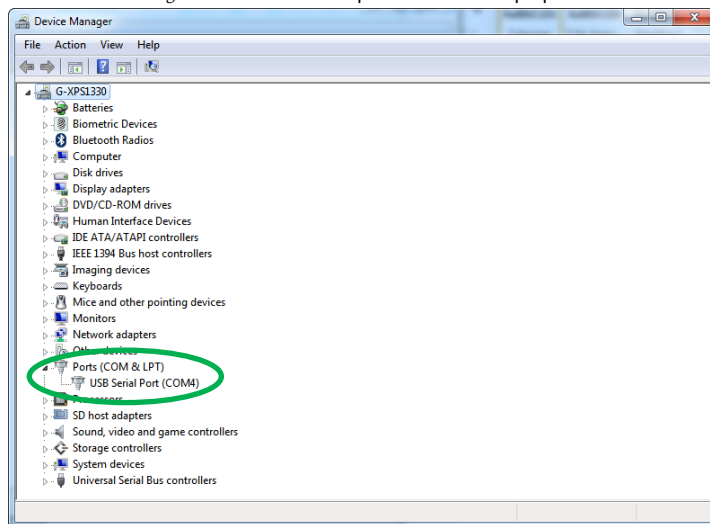 Device Manager
File Action View Help
G-XPS1330
Batteries
Biometric Devices
Bluetooth Radios
Computer
Disk drives
Display adapters
DVD/CD-ROM drives
Human Interface Devices
IDE ATA/ATAPI controllers
IEEE 1394 Bus host controllers
Imaging devices
Keyboards
Mice and other pointing devices
Monitors
Network adapters
Other devices
Ports (COM & LPT)
USB Serial Port (COM4)
Processors
SD host adapters
Sound, video and game controllers
Storage controllers
System devices
Universal Serial Bus controllers